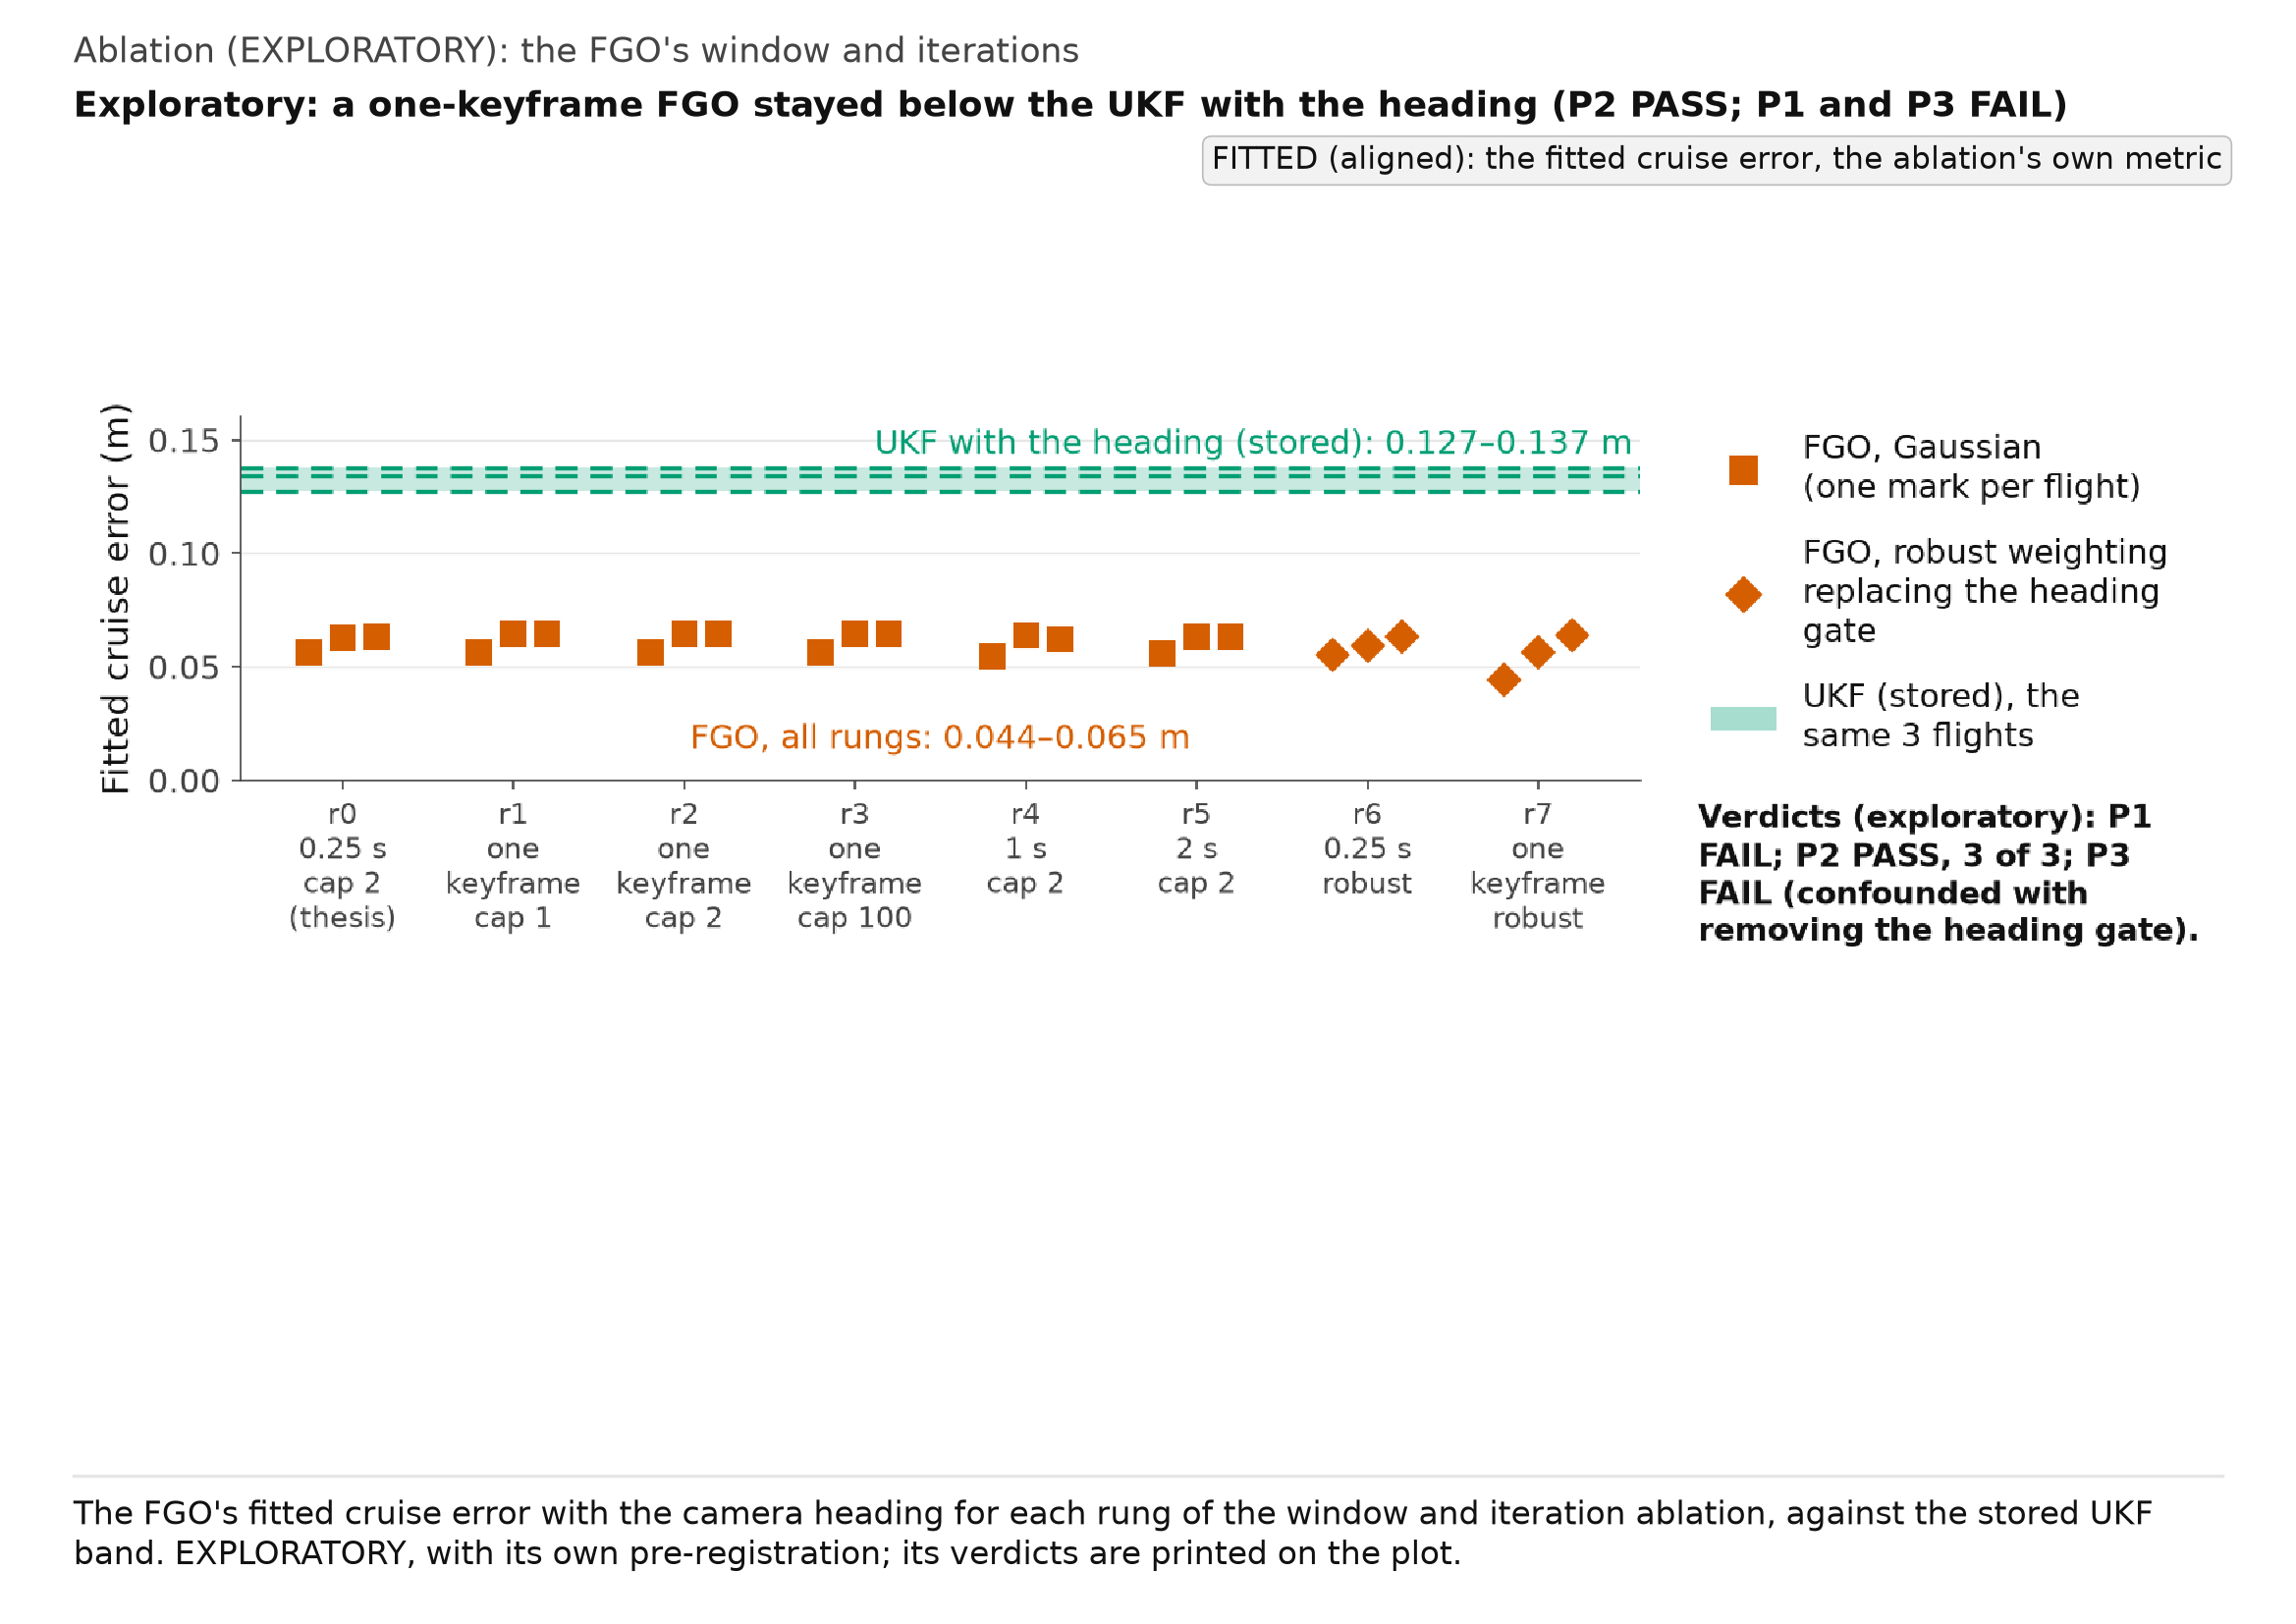 Ablation (EXPLORATORY): the FGO's window and iterations
Exploratory: a one-keyframe FGO stayed below the UKF with the heading (P2 PASS; P1 and P3 FAIL)
FITTED (aligned): the fitted cruise error, the ablation's own metric
Fitted cruise error (m)
0.15
0.10
0.05
0.00
UKF with the heading (stored): 0.127–0.137 m
FGO, all rungs: 0.044–0.065 m
r0
0.25 s
cap 2
(thesis)
r1
one
keyframe
cap 1
r2
one
keyframe
cap 2
r3
one
keyframe
cap 100
r4
1 s
cap 2
r5
2 s
cap 2
r6
0.25 s
robust
r7
one
keyframe
robust
FGO, Gaussian
(one mark per flight)
FGO, robust weighting
replacing the heading
gate
UKF (stored), the
same 3 flights
Verdicts (exploratory): P1
FAIL; P2 PASS, 3 of 3; P3
FAIL (confounded with
removing the heading gate).
The FGO's fitted cruise error with the camera heading for each rung of the window and iteration ablation, against the stored UKF
band. EXPLORATORY, with its own pre-registration; its verdicts are printed on the plot.